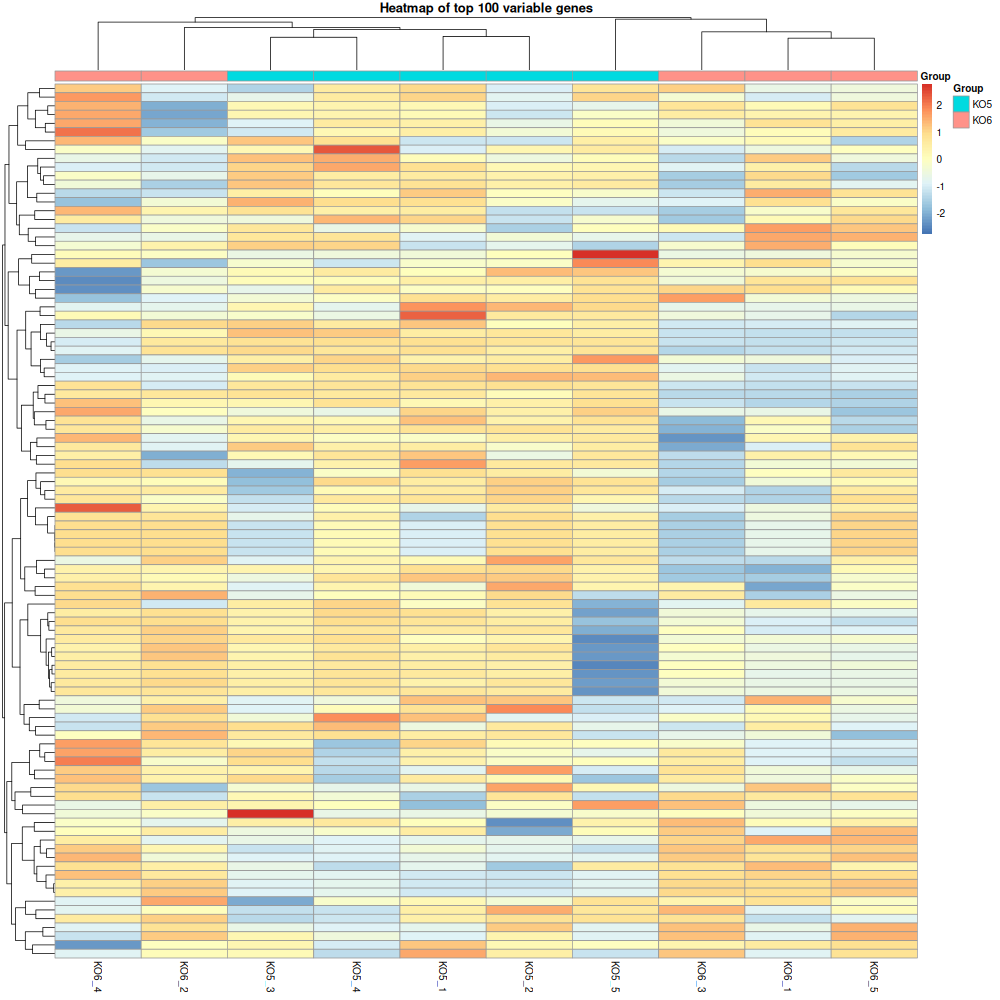 Heatmap of top 100 variable genes
Group
2
1
0
-1
-2
Group
KO5
KO6
KO6_4
KO6_2
KO5_3
KO5_4
KO5_1
KO5_2
KO5_5
KO6_3
KO6_1
KO6_5